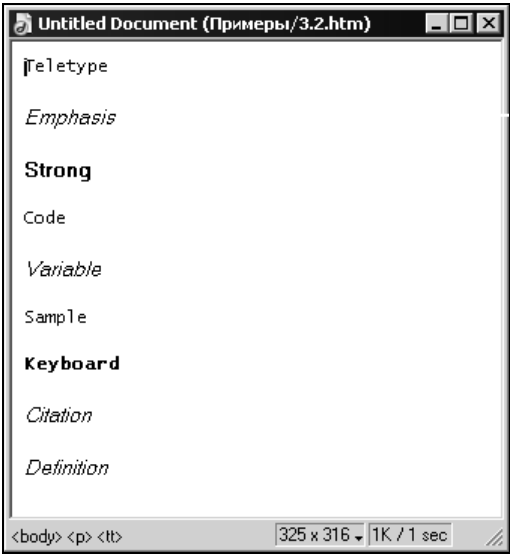 Untitled Document (Примеры/3.2.htm)
Teletype
Emphasis
Strong
Code
Variable
Sample
Keyboard
Citation
Definition
<body> <p> <tt> 325 x 316 1K / 1 sec